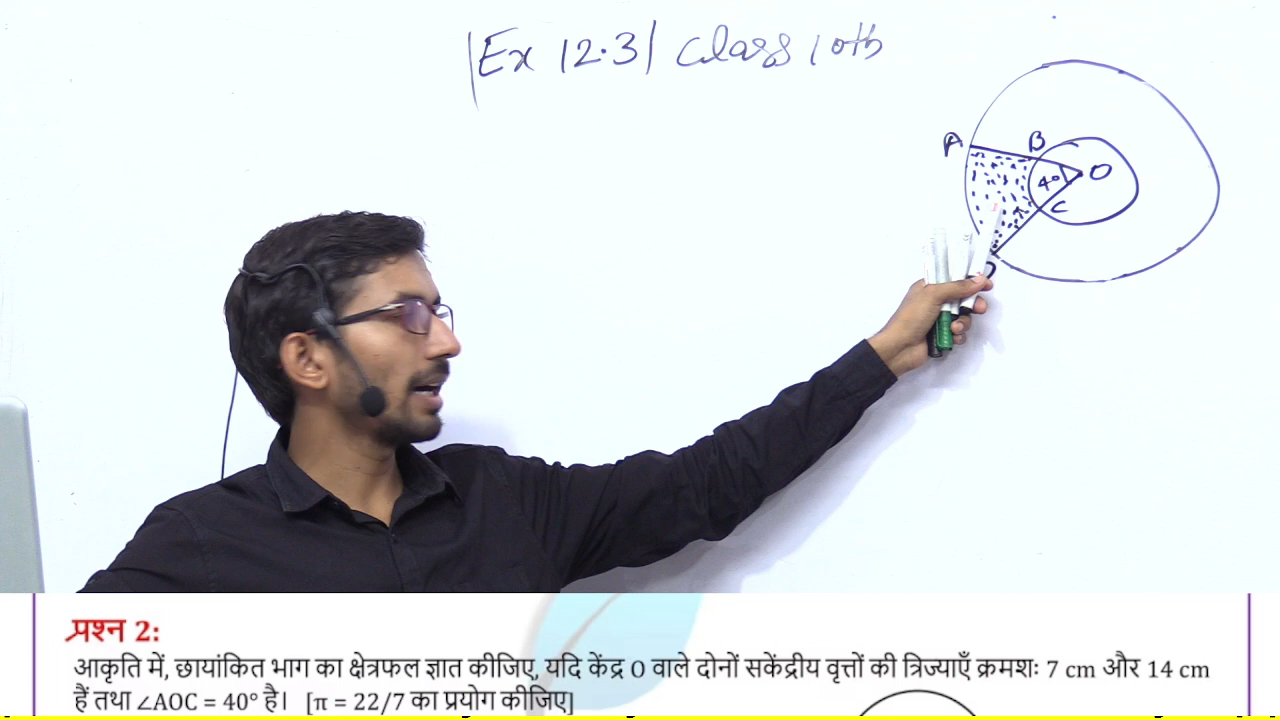 Ex 12.3 Class 10th
A B
40 O
C
D
प्रश्न 2:
आकृति में, छायांकित भाग का क्षेत्रफल ज्ञात कीजिए, यदि केंद्र O वाले दोनों सकेंद्रीय वृत्तों की त्रिज्याएँ क्रमशः 7 cm और 14 cm
हैं तथा ∠AOC = 40° है। [π = 22/7 का प्रयोग कीजिए]